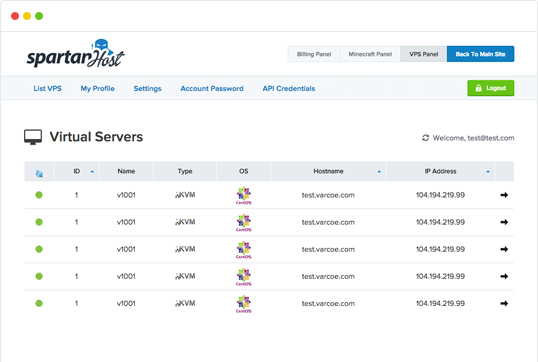 spartan Host
Billing Panel Minecraft Panel VPS Panel Back To Main Site
List VPS My Profile Settings Account Password API Credentials Logout
Virtual Servers Welcome, test@test.com
ID Name Type OS Hostname IP Address
1 v1001 KVM CentOS test.varcoe.com 104.194.219.99
1 v1001 KVM CentOS test.varcoe.com 104.194.219.99
1 v1001 KVM CentOS test.varcoe.com 104.194.219.99
1 v1001 KVM CentOS test.varcoe.com 104.194.219.99
1 v1001 KVM CentOS test.varcoe.com 104.194.219.99